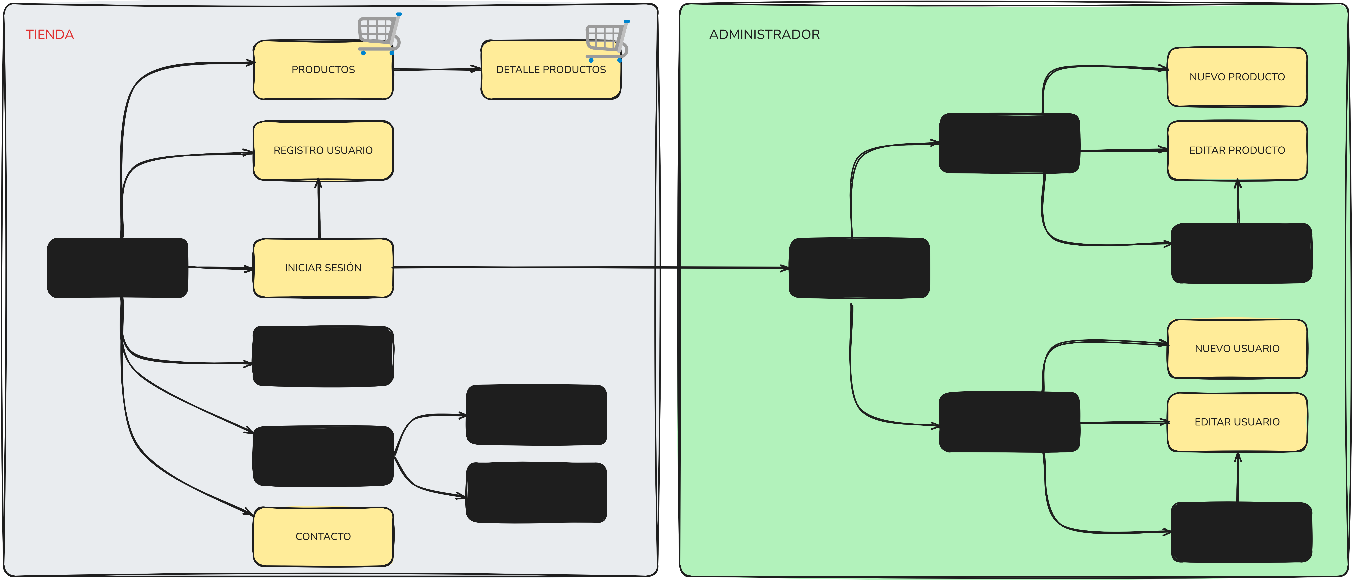 TIENDA
PRODUCTOS
DETALLE PRODUCTOS
REGISTRO USUARIO
INICIAR SESIÓN
CONTACTO
ADMINISTRADOR
NUEVO PRODUCTO
EDITAR PRODUCTO
NUEVO USUARIO
EDITAR USUARIO